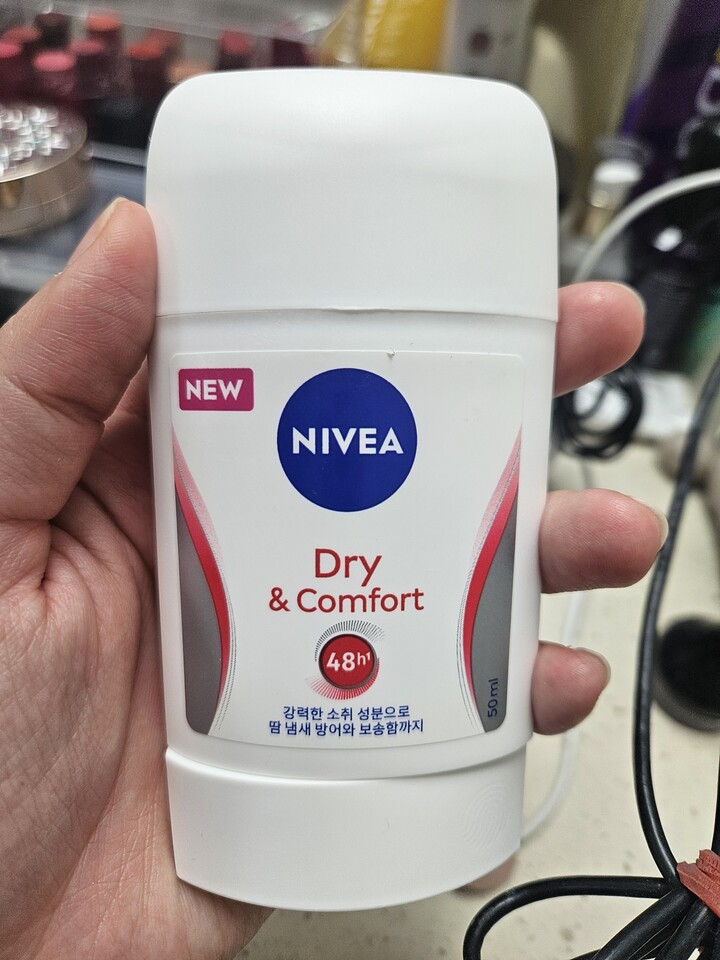 NEW
NIVEA
Dry
& Comfort
48h¹
강력한 소취 성분으로
땀 냄새 방어와 보송함까지
50 ml